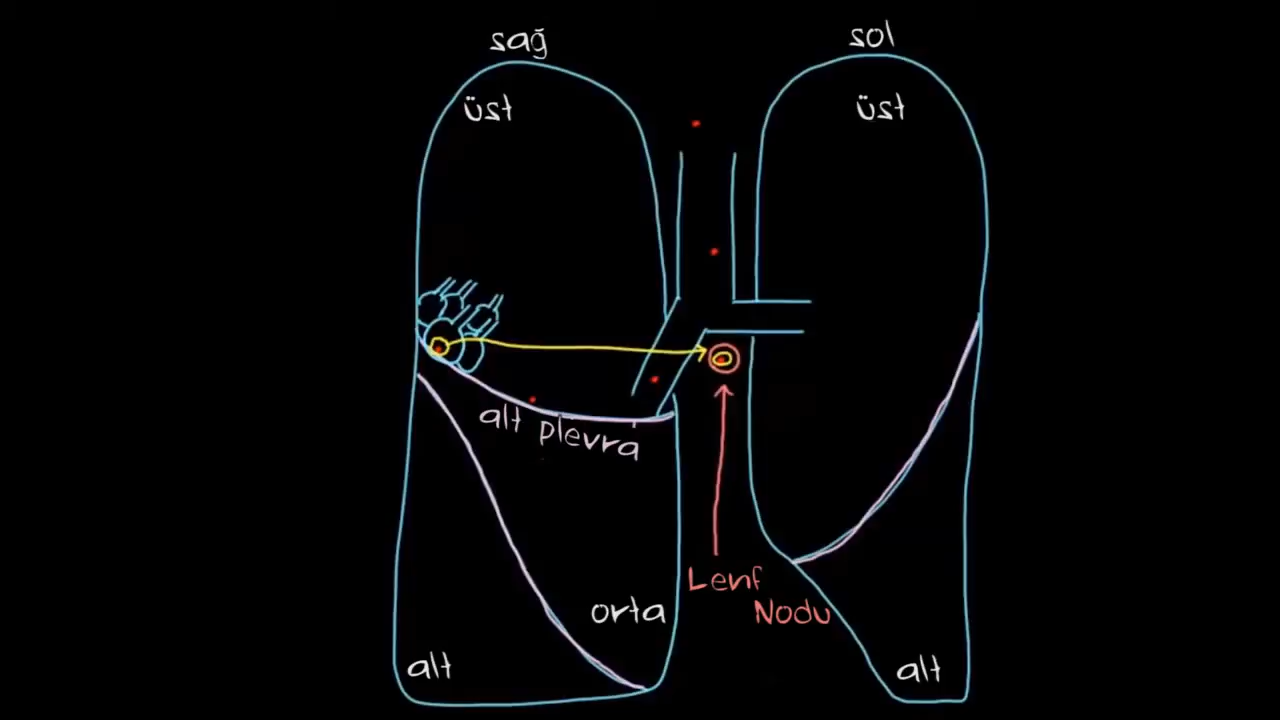 sağ
sol
üst
üst
alt plevra
Lenf
Nodu
orta
alt
alt